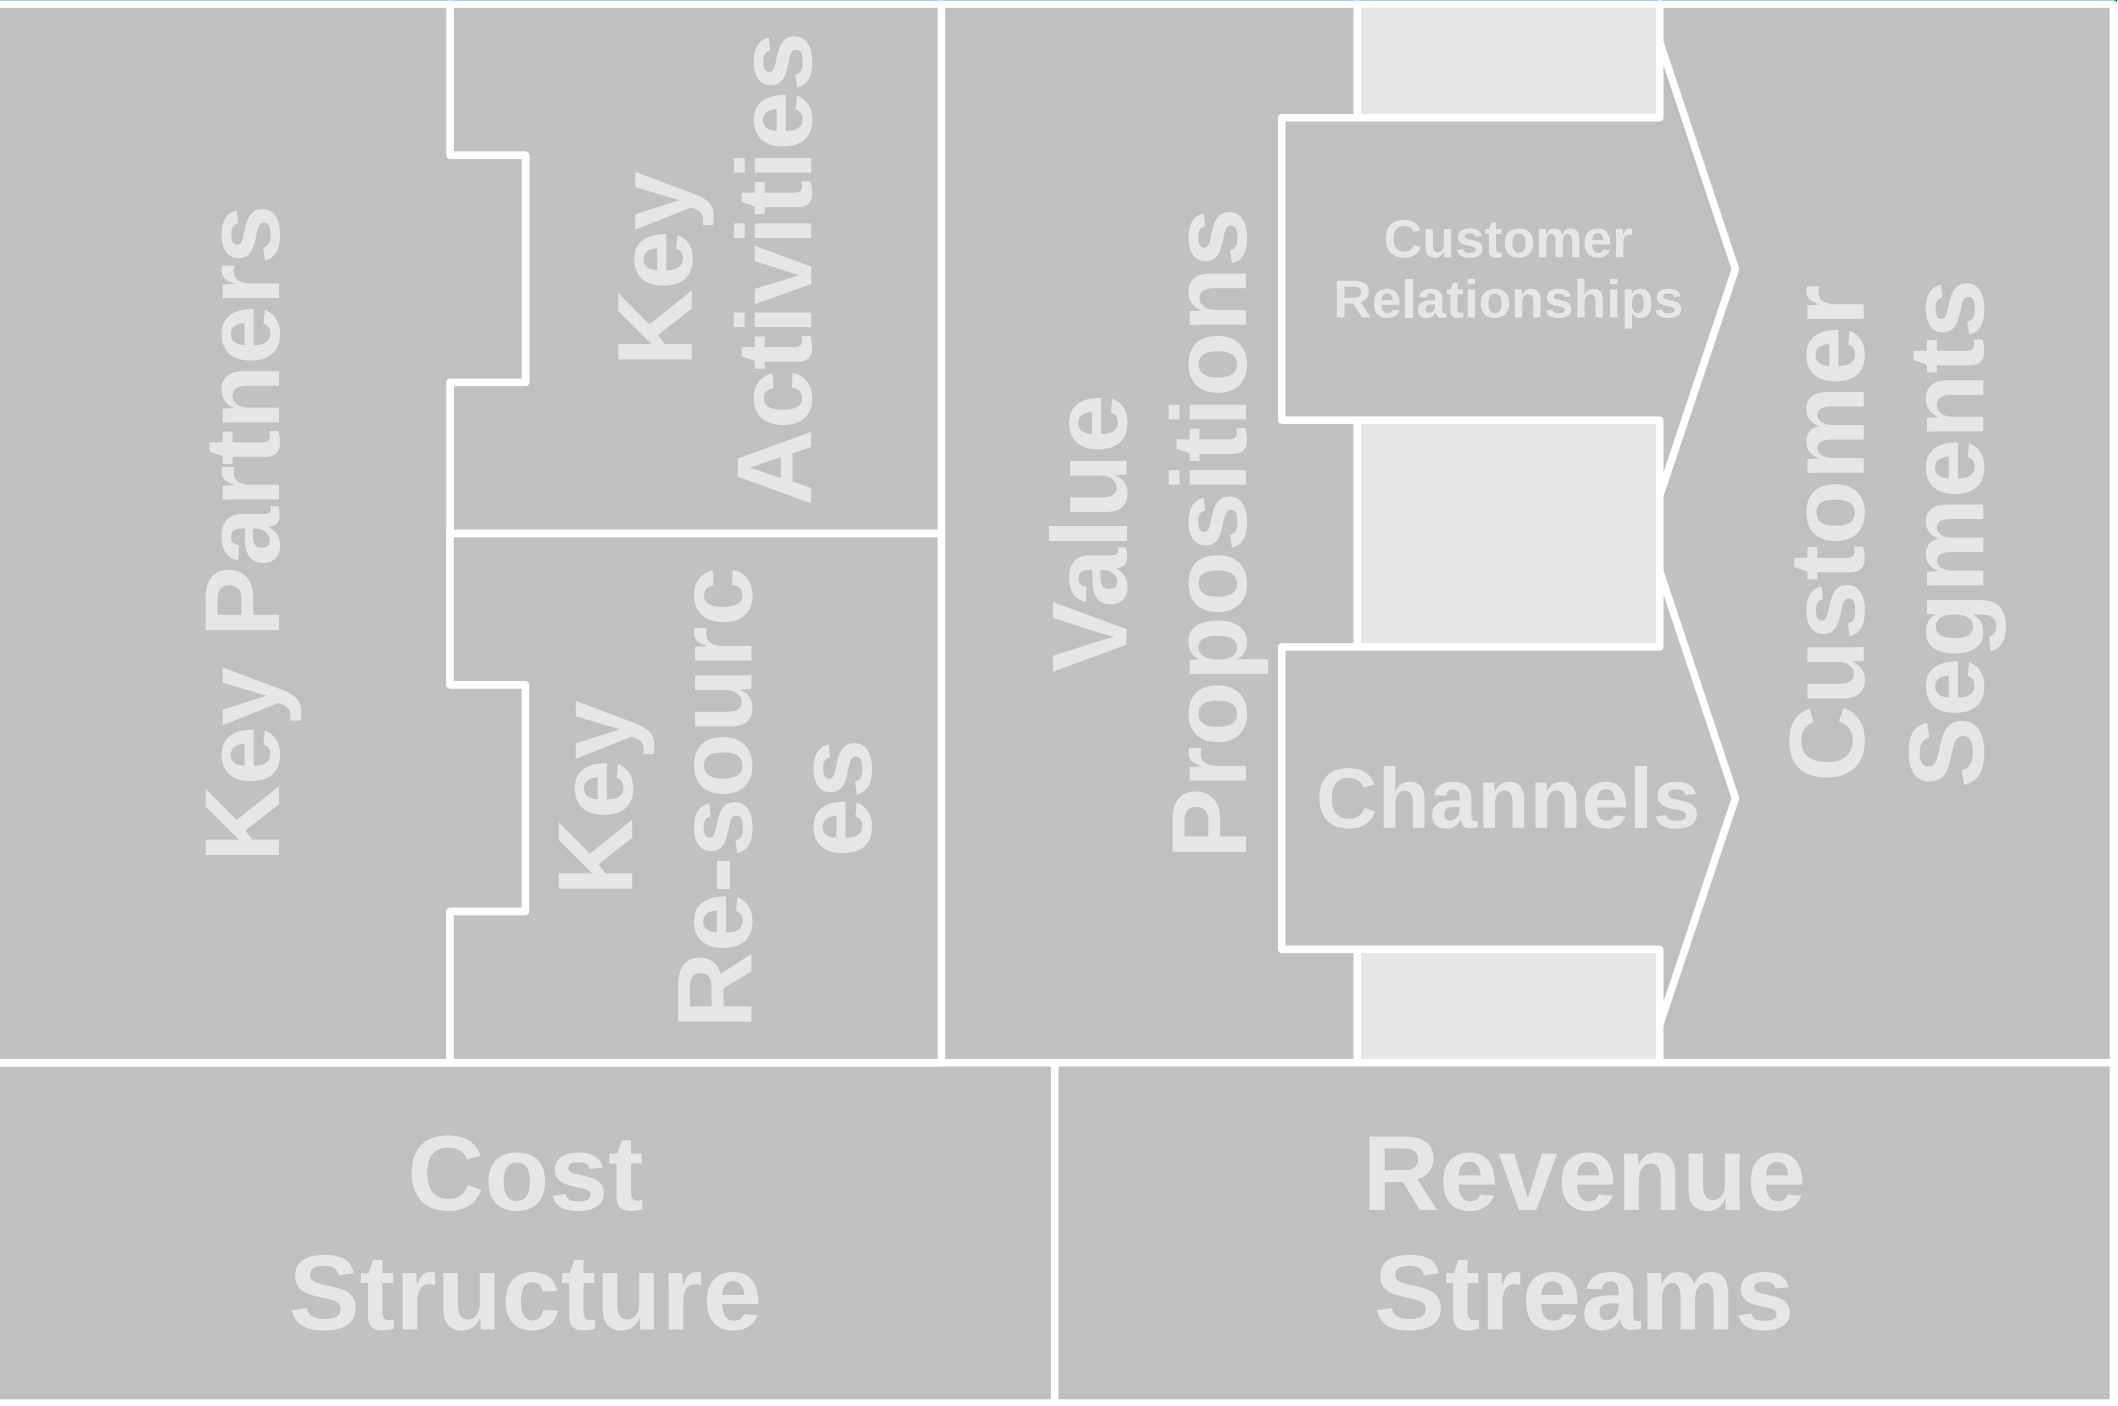 Key Partners
Key
Activities
Key
Re-sourc
es
Value
Propositions
Customer
Relationships
Channels
Customer
Segments
Cost
Structure
Revenue
Streams